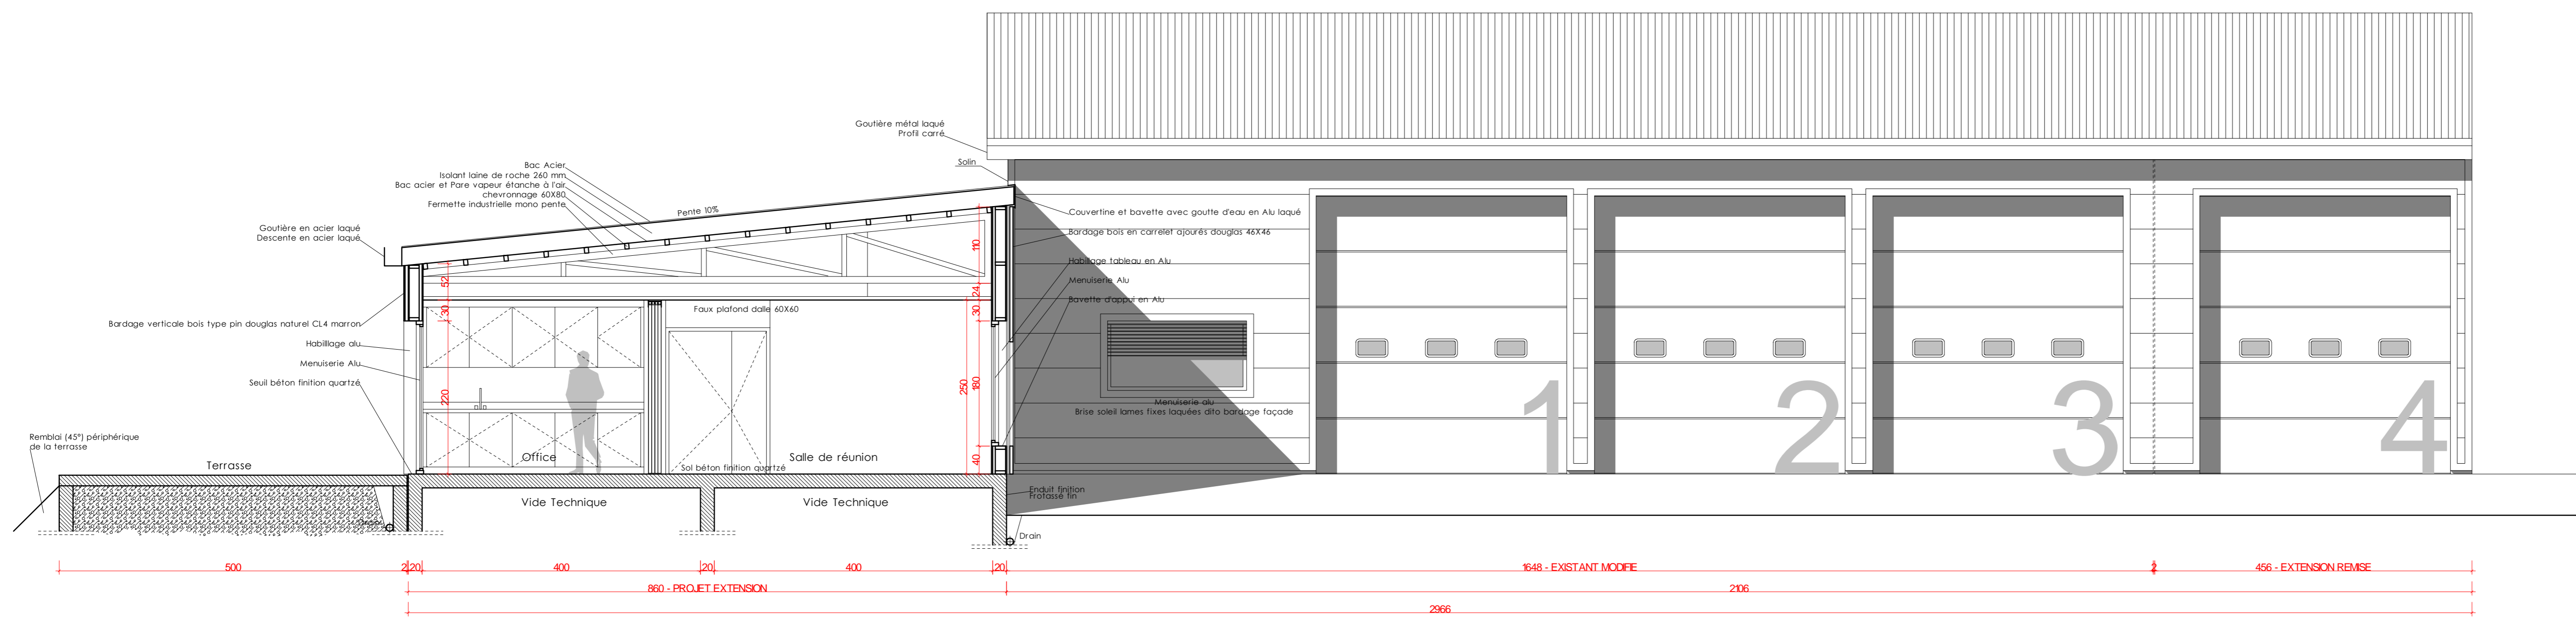 Goutière métal laqué
Profil carré
Solin
Bac Acier
Isolant laine de roche 260 mm
Bac acier et Pare vapeur étanche à l'air
chevronnage 60X80
Fermette industrielle mono pente
Pente 10%
Goutière en acier laqué
Descente en acier laqué
Couvertine et bavette avec goutte d'eau en Alu laqué
Bardage bois en carrelet ajourés douglas 46X46
Habillage tableau en Alu
Menuiserie Alu
Bavette d'appui en Alu
110
52
24
30
30
Faux plafond dalle 60X60
Bardage verticale bois type pin douglas naturel CL4 marron
Habilllage alu
Menuiserie Alu
Seuil béton finition quartzé
220
250
180
40
Menuiserie alu
Brise soleil lames fixes laquées dito bardage façade
1
2
3
4
Remblai (45°) périphérique
de la terrasse
Terrasse
Office
Salle de réunion
Sol béton finition quartzé
Vide Technique
Vide Technique
Enduit finition
Frotassé fin
Drain
Drain
500
2
20
400
20
400
20
1648 - EXISTANT MODIFIE
2
456 - EXTENSION REMISE
860 - PROJET EXTENSION
2106
2966